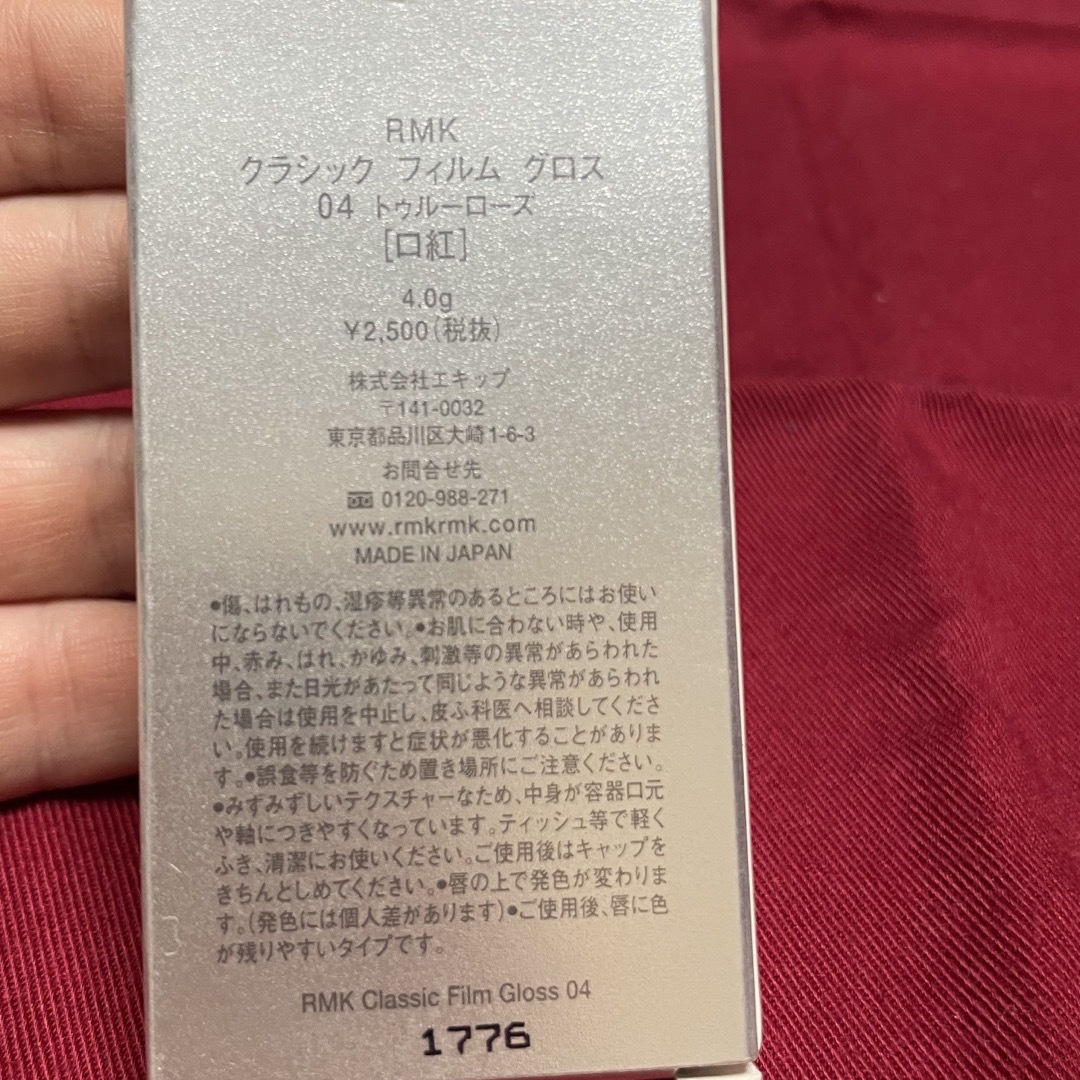 RMK
クラシック フィルム グロス
04 トゥルーローズ
[口紅]
4.0g
¥2,500(税抜)
株式会社エキップ
〒141-0032
東京都品川区大崎1-6-3
お問合せ先
0120-988-271
www.rmkrmk.com
MADE IN JAPAN
●傷、はれもの、湿疹等異常のあるところにはお使い
にならないでください。●お肌に合わない時や、使用
中、赤み、はれ、かゆみ、刺激等の異常があらわれた
場合、また日光があたって同じような異常があらわれ
た場合は使用を中止し、皮ふ科医へ相談してくださ
い。使用を続けますと症状が悪化することがありま
す。●誤食等を防ぐため置き場所にご注意ください。
●みずみずしいテクスチャーなため、中身が容器口元
や軸につきやすくなっています。ティッシュ等で軽く
ふき、清潔にお使いください。ご使用後はキャップを
きちんとしめてください。●唇の上で発色が変わりま
す。(発色には個人差があります)●ご使用後、唇に色
が残りやすいタイプです。
RMK Classic Film Gloss 04
1776